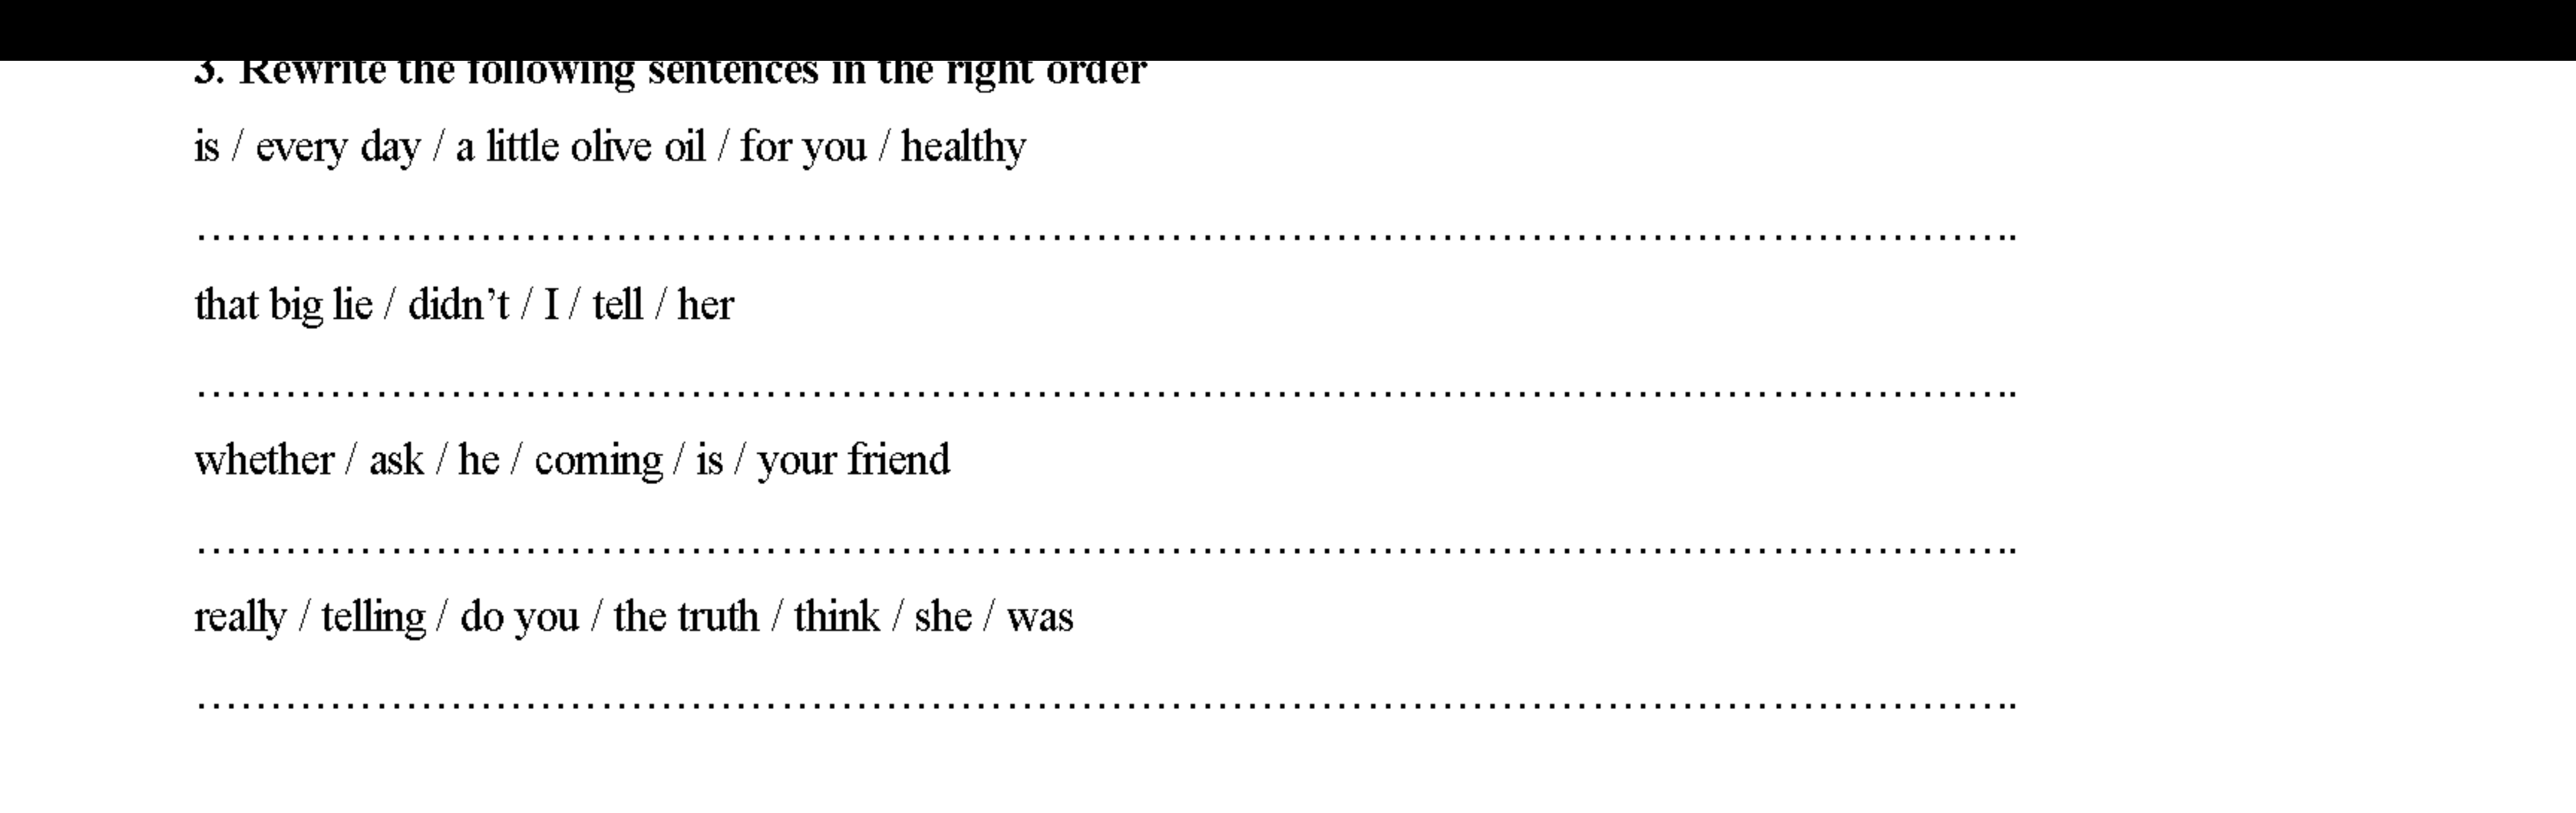 3. Rewrite the following sentences in the right order
is / every day / a little olive oil / for you / healthy
……………………………………………………………………………………………………………..
that big lie / didn’t / I / tell / her
……………………………………………………………………………………………………………..
whether / ask / he / coming / is / your friend
……………………………………………………………………………………………………………..
really / telling / do you / the truth / think / she / was
……………………………………………………………………………………………………………..